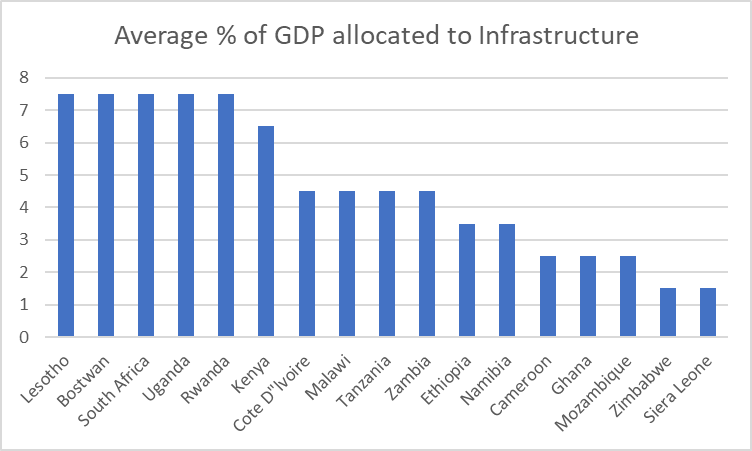 Average % of GDP allocated to Infrastructure
8
7
6
5
4
3
2
1
0
Lesotho
Bostwan
South Africa
Uganda
Rwanda
Kenya
Cote D"Ivoire
Malawi
Tanzania
Zambia
Ethiopia
Namibia
Cameroon
Ghana
Mozambique
Zimbabwe
Siera Leone